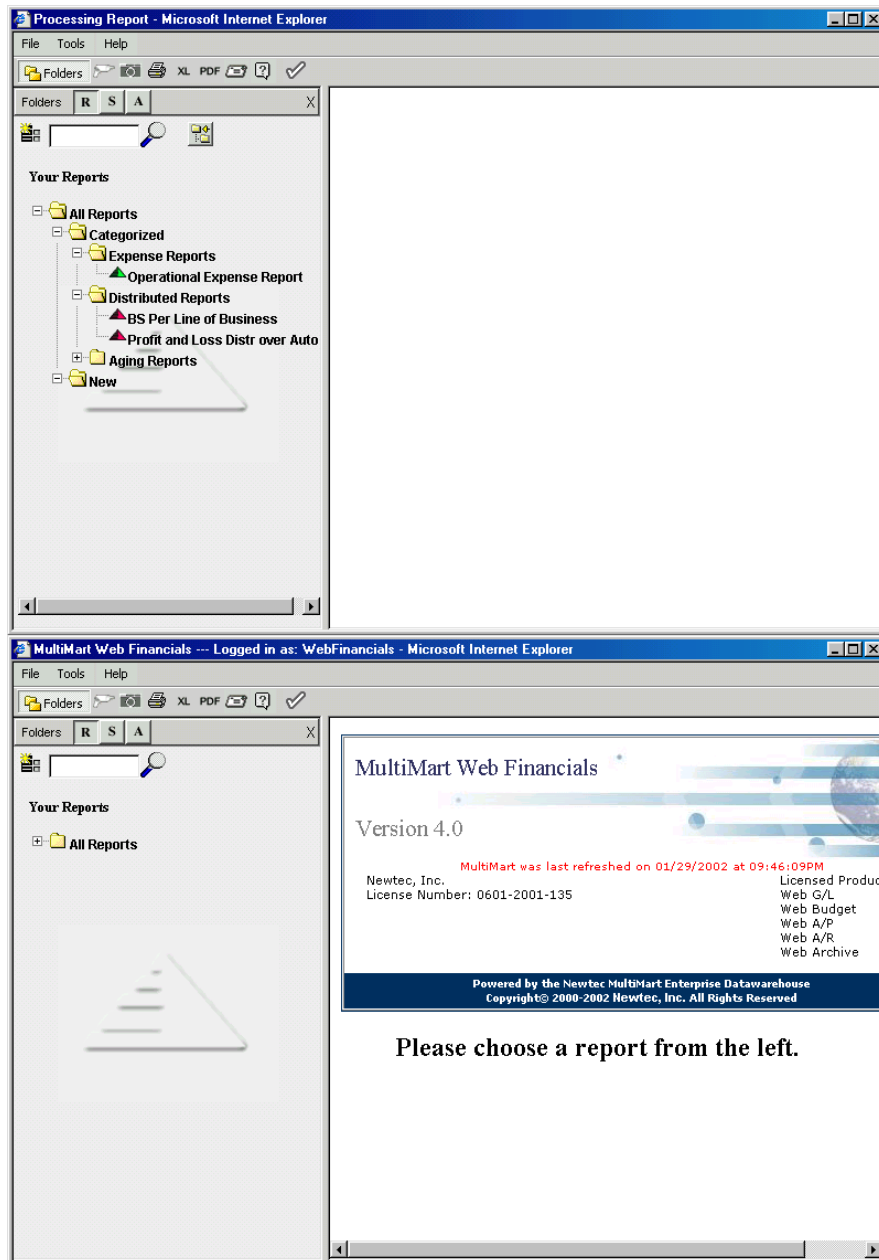 Processing Report - Microsoft Internet Explorer
File Tools Help
Folders XL PDF
Folders R S A X
Your Reports
All Reports
Categorized
Expense Reports
Operational Expense Report
Distributed Reports
BS Per Line of Business
Profit and Loss Distr over Auto
Aging Reports
New
MultiMart Web Financials --- Logged in as: WebFinancials - Microsoft Internet Explorer
File Tools Help
Folders XL PDF
Folders R S A X
Your Reports
All Reports
MultiMart Web Financials
Version 4.0
MultiMart was last refreshed on 01/29/2002 at 09:46:09PM
Newtec, Inc.
License Number: 0601-2001-135
Licensed Produc
Web G/L
Web Budget
Web A/P
Web A/R
Web Archive
Powered by the Newtec MultiMart Enterprise Datawarehouse
Copyright© 2000-2002 Newtec, Inc. All Rights Reserved
Please choose a report from the left.